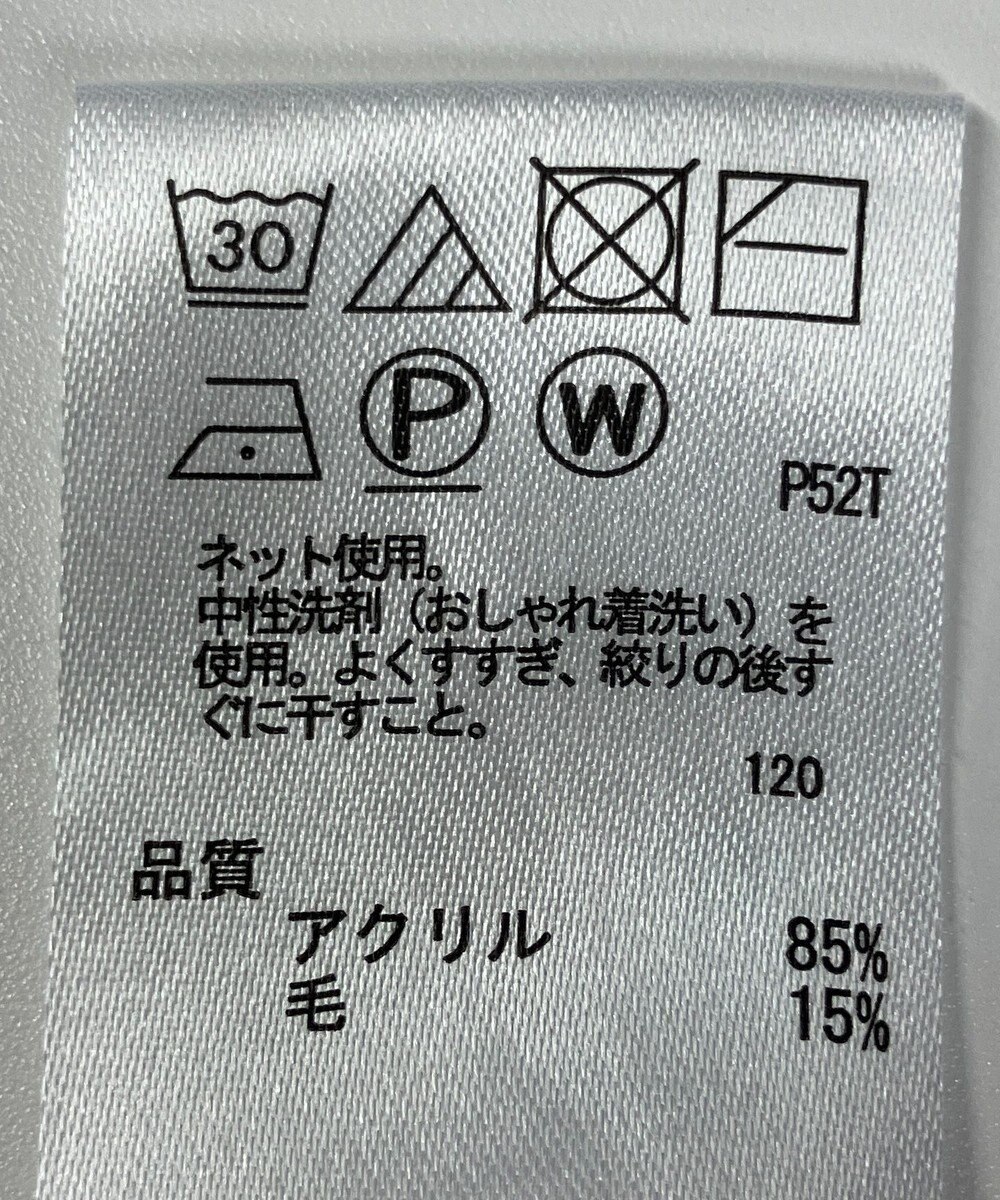 30
P W
P52T
ネット使用。
中性洗剤（おしゃれ着洗い）を
使用。よくすすぎ、絞りの後す
ぐに干すこと。
120
品質
アクリル 85%
毛 15%